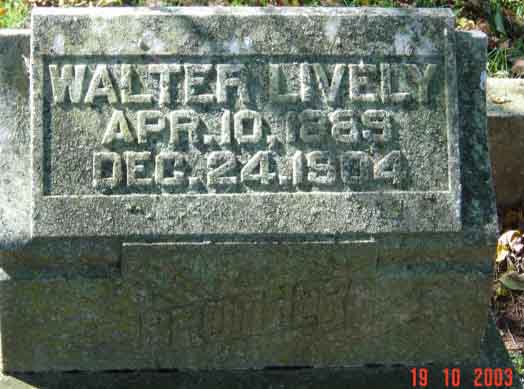 WALTER LIVELY
APR. 10, 1889
DEC. 24, 1904
19 10 2003